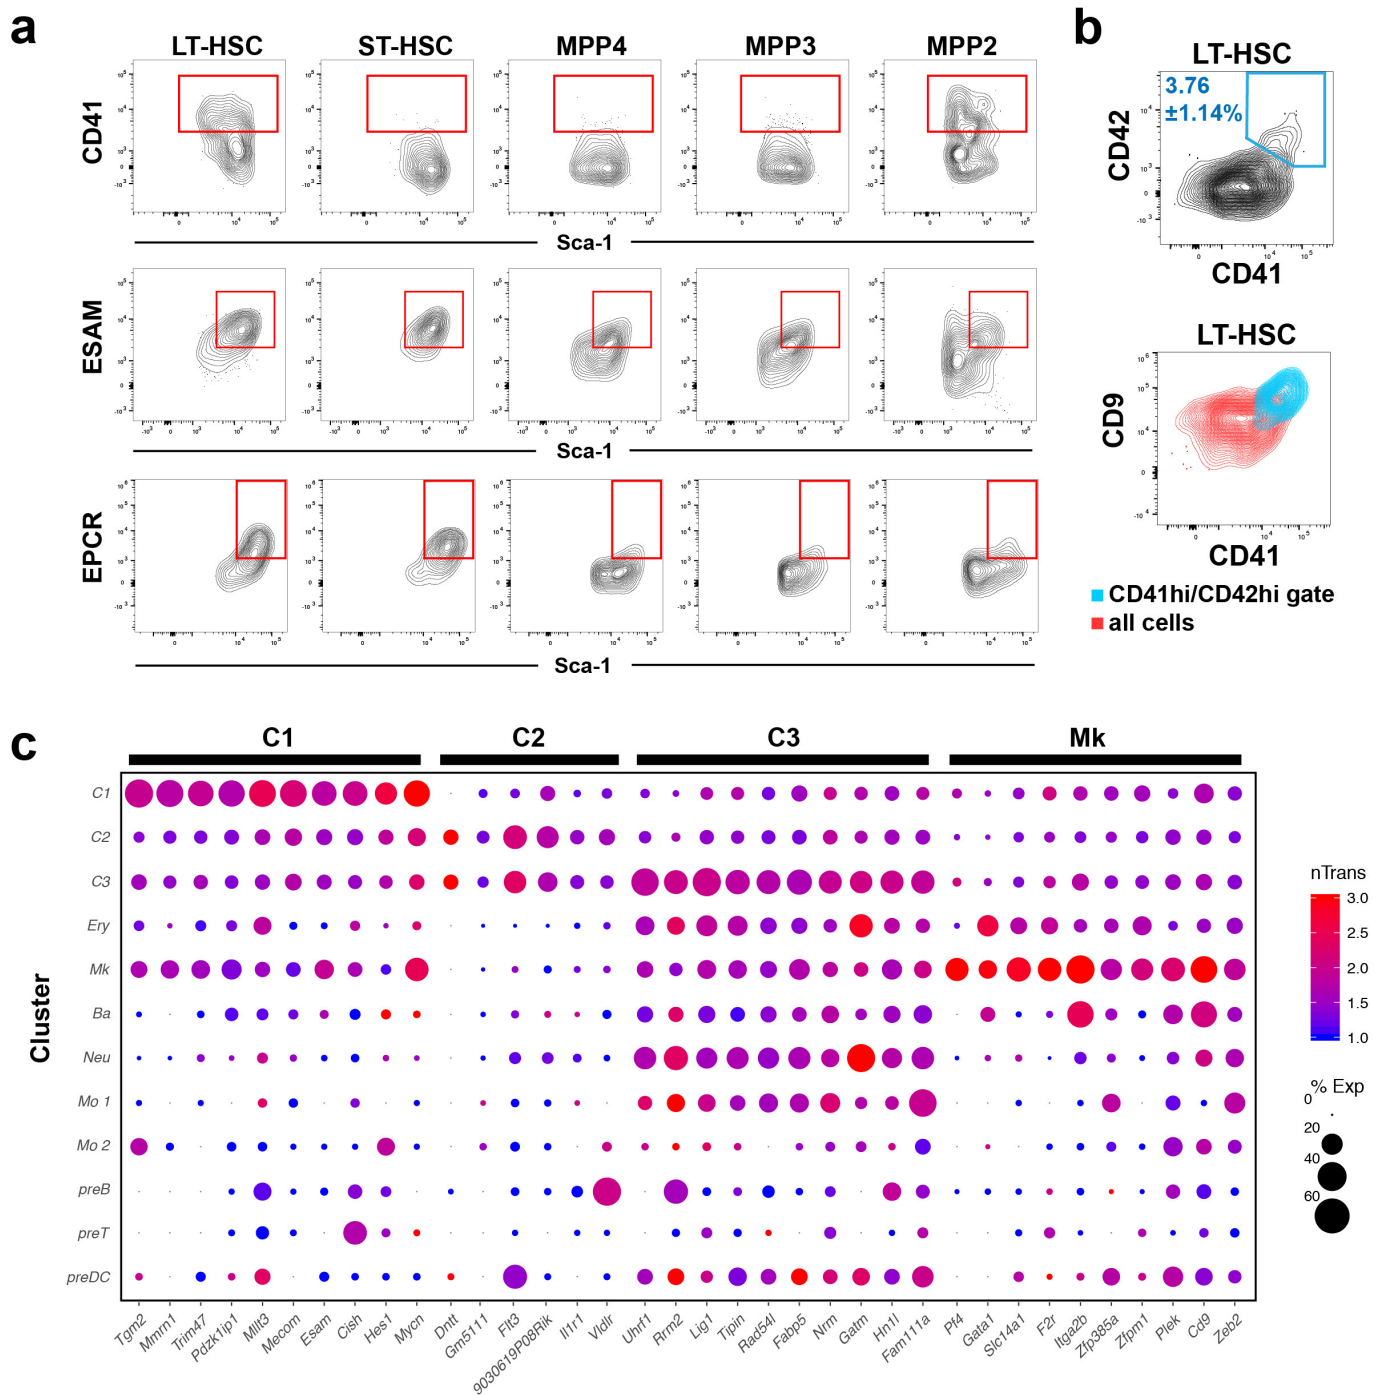 a
LT-HSC ST-HSC MPP4 MPP3 MPP2
CD41
Sca-1
ESAM
Sca-1
EPCR
Sca-1
b
LT-HSC
3.76
±1.14%
CD42
CD41
LT-HSC
CD9
CD41
CD41hi/CD42hi gate
all cells
c
C1 C2 C3 Mk
Cluster
C1
C2
C3
Ery
Mk
Ba
Neu
Mo 1
Mo 2
preB
preT
preDC
Tgm2 Mmrn1 Trim47 Pdzk1ip1 Mllt3 Mecom Esam Cish Hes1 Mycn Dntt Gm5111 Flt3 9030619P08Rik Il1r1 Vldlr Uhrf1 Rrm2 Lig1 Tipin Rad54l Fabp5 Nrm Gatm Hn1l Fam111a Pf4 Gata1 Slc14a1 F2r Itga2b Zfp385a Zfpm1 Plek Cd9 Zeb2
nTrans
3.0
2.5
2.0
1.5
1.0
% Exp
0
20
40
60